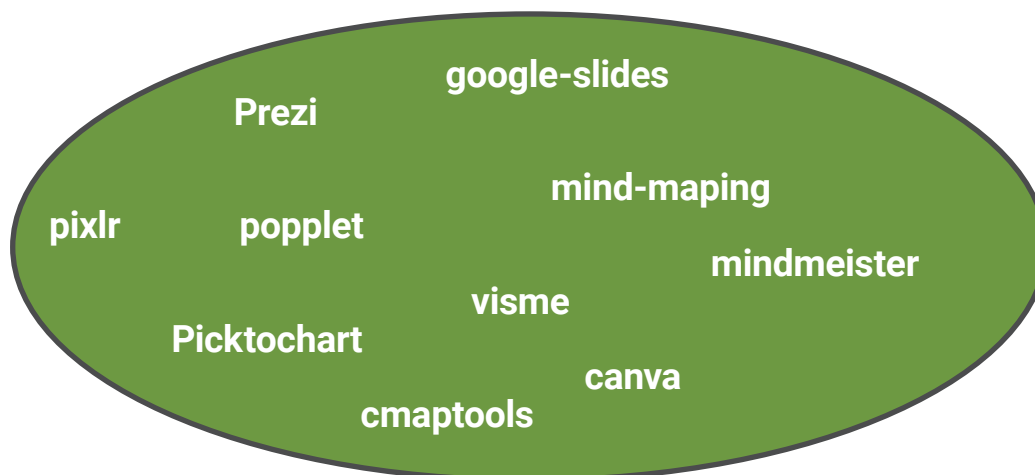 google-slides
Prezi
mind-maping
pixlr
popplet
mindmeister
visme
Picktochart
canva
cmaptools